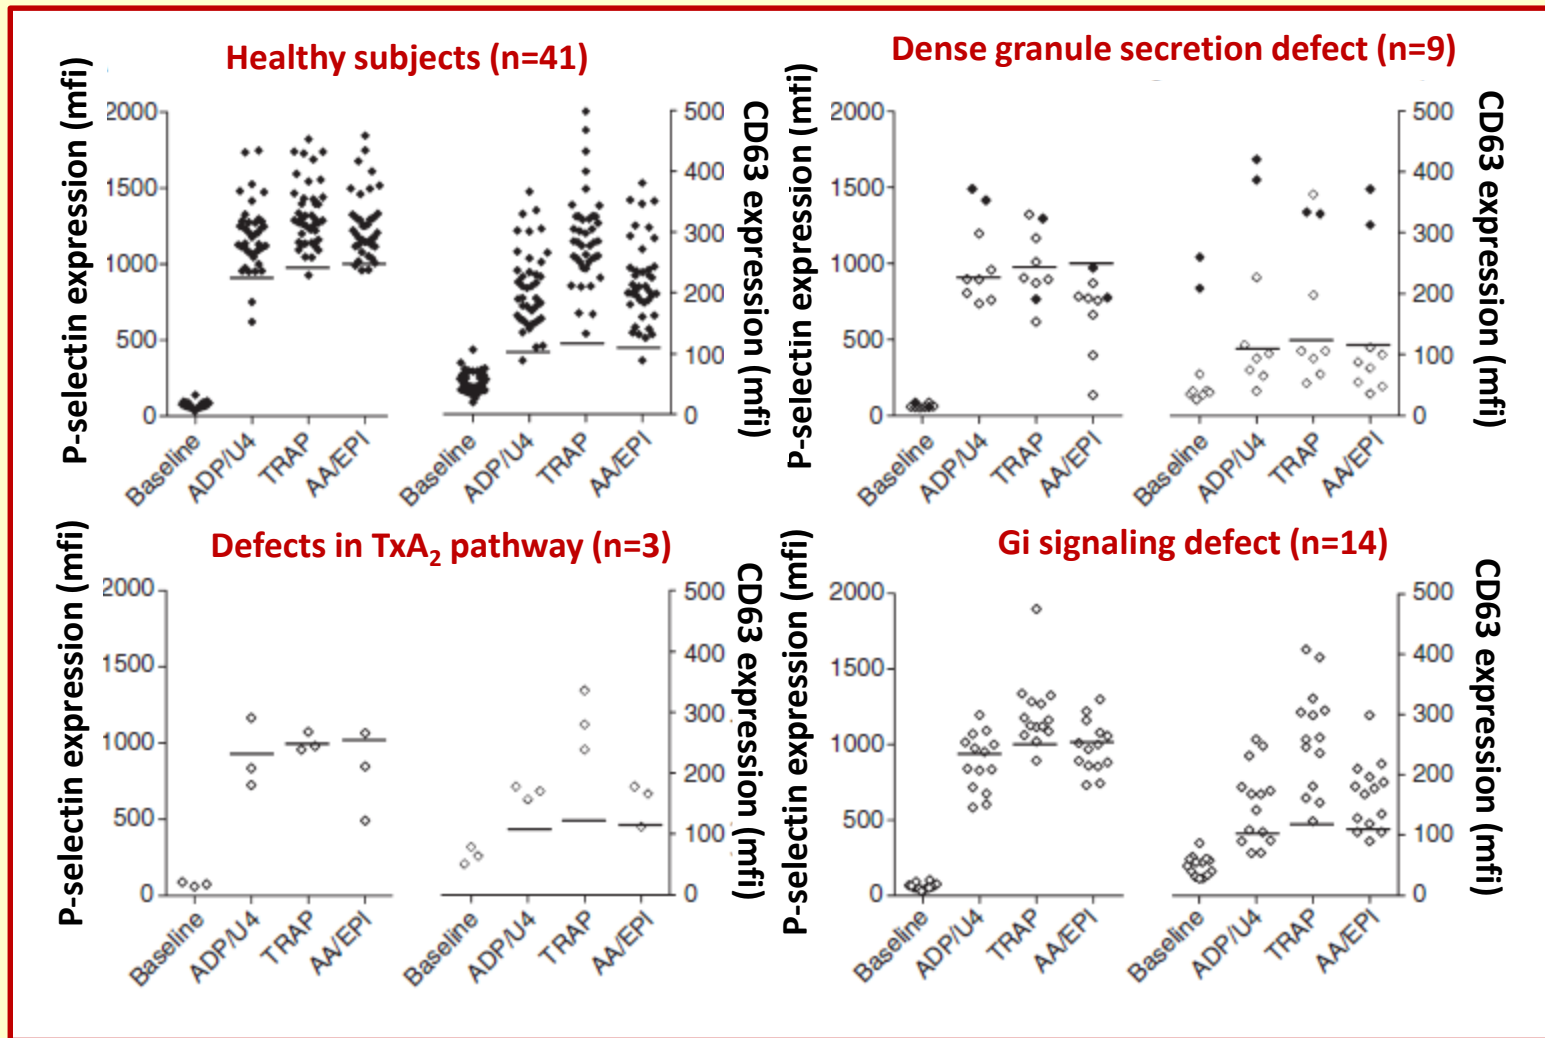 Healthy subjects (n=41)
P-selectin expression (mfi)
2000
1500
1000
500
0
500
400
300
200
100
0
CD63 expression (mfi)
Baseline
ADP/U4
TRAP
AA/EPI
Baseline
ADP/U4
TRAP
AA/EPI
Dense granule secretion defect (n=9)
P-selectin expression (mfi)
2000
1500
1000
500
0
500
400
300
200
100
0
CD63 expression (mfi)
Baseline
ADP/U4
TRAP
AA/EPI
Baseline
ADP/U4
TRAP
AA/EPI
Defects in TxA₂ pathway (n=3)
P-selectin expression (mfi)
2000
1500
1000
500
0
500
400
300
200
100
0
CD63 expression (mfi)
Baseline
ADP/U4
TRAP
AA/EPI
Baseline
ADP/U4
TRAP
AA/EPI
Gi signaling defect (n=14)
P-selectin expression (mfi)
2000
1500
1000
500
0
500
400
300
200
100
0
CD63 expression (mfi)
Baseline
ADP/U4
TRAP
AA/EPI
Baseline
ADP/U4
TRAP
AA/EPI